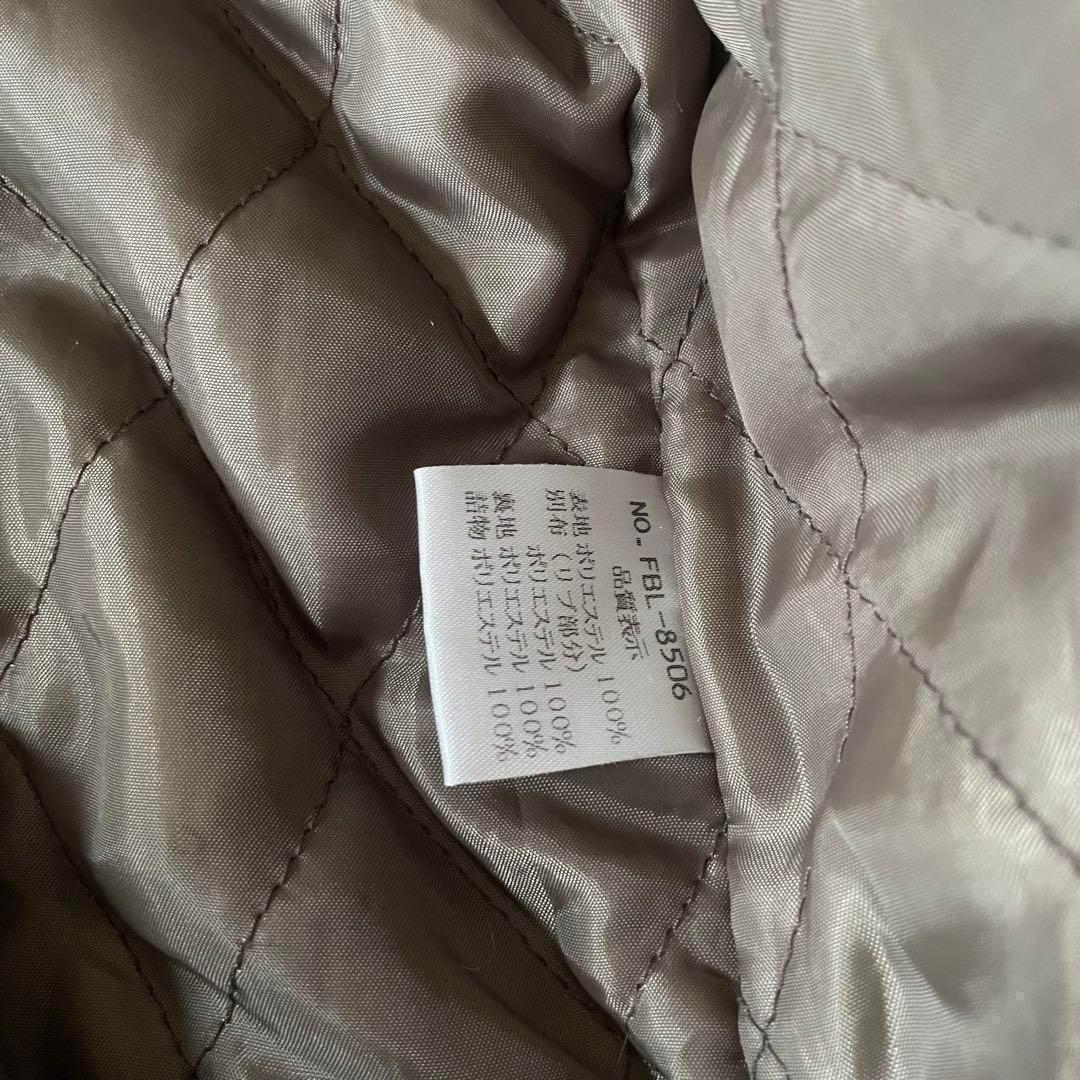 NO. FBL-8506
品質表示
表地 ポリエステル 100%
別布 (リブ部分)
ポリエステル 100%
裏地 ポリエステル 100%
詰物 ポリエステル 100%